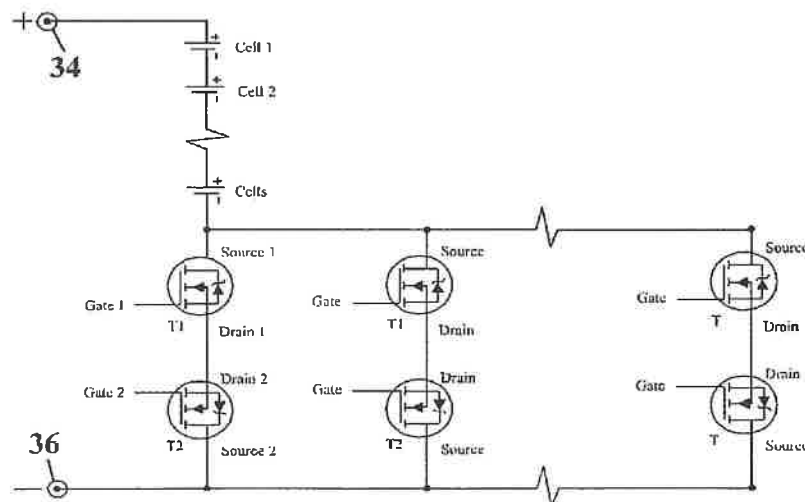 +
34
+
-
Cell 1
+
-
Cell 2
+
-
Cells
Source 1
Source
Source
Gate 1
Gate
Gate
T1
T1
T
Drain 1
Drain
Drain
Drain 2
Drain
Drain
Gate 2
Gate
Gate
T2
T2
T
Source 2
Source
Source
36
-